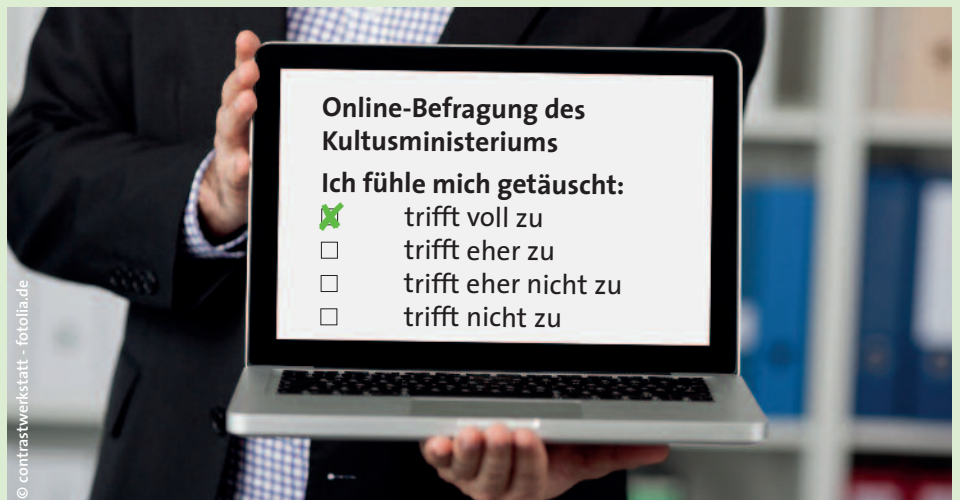 Online-Befragung des
Kultusministeriums
Ich fühle mich getäuscht:
☒ trifft voll zu
☐ trifft eher zu
☐ trifft eher nicht zu
☐ trifft nicht zu
© contrastwerkstatt - fotolia.de